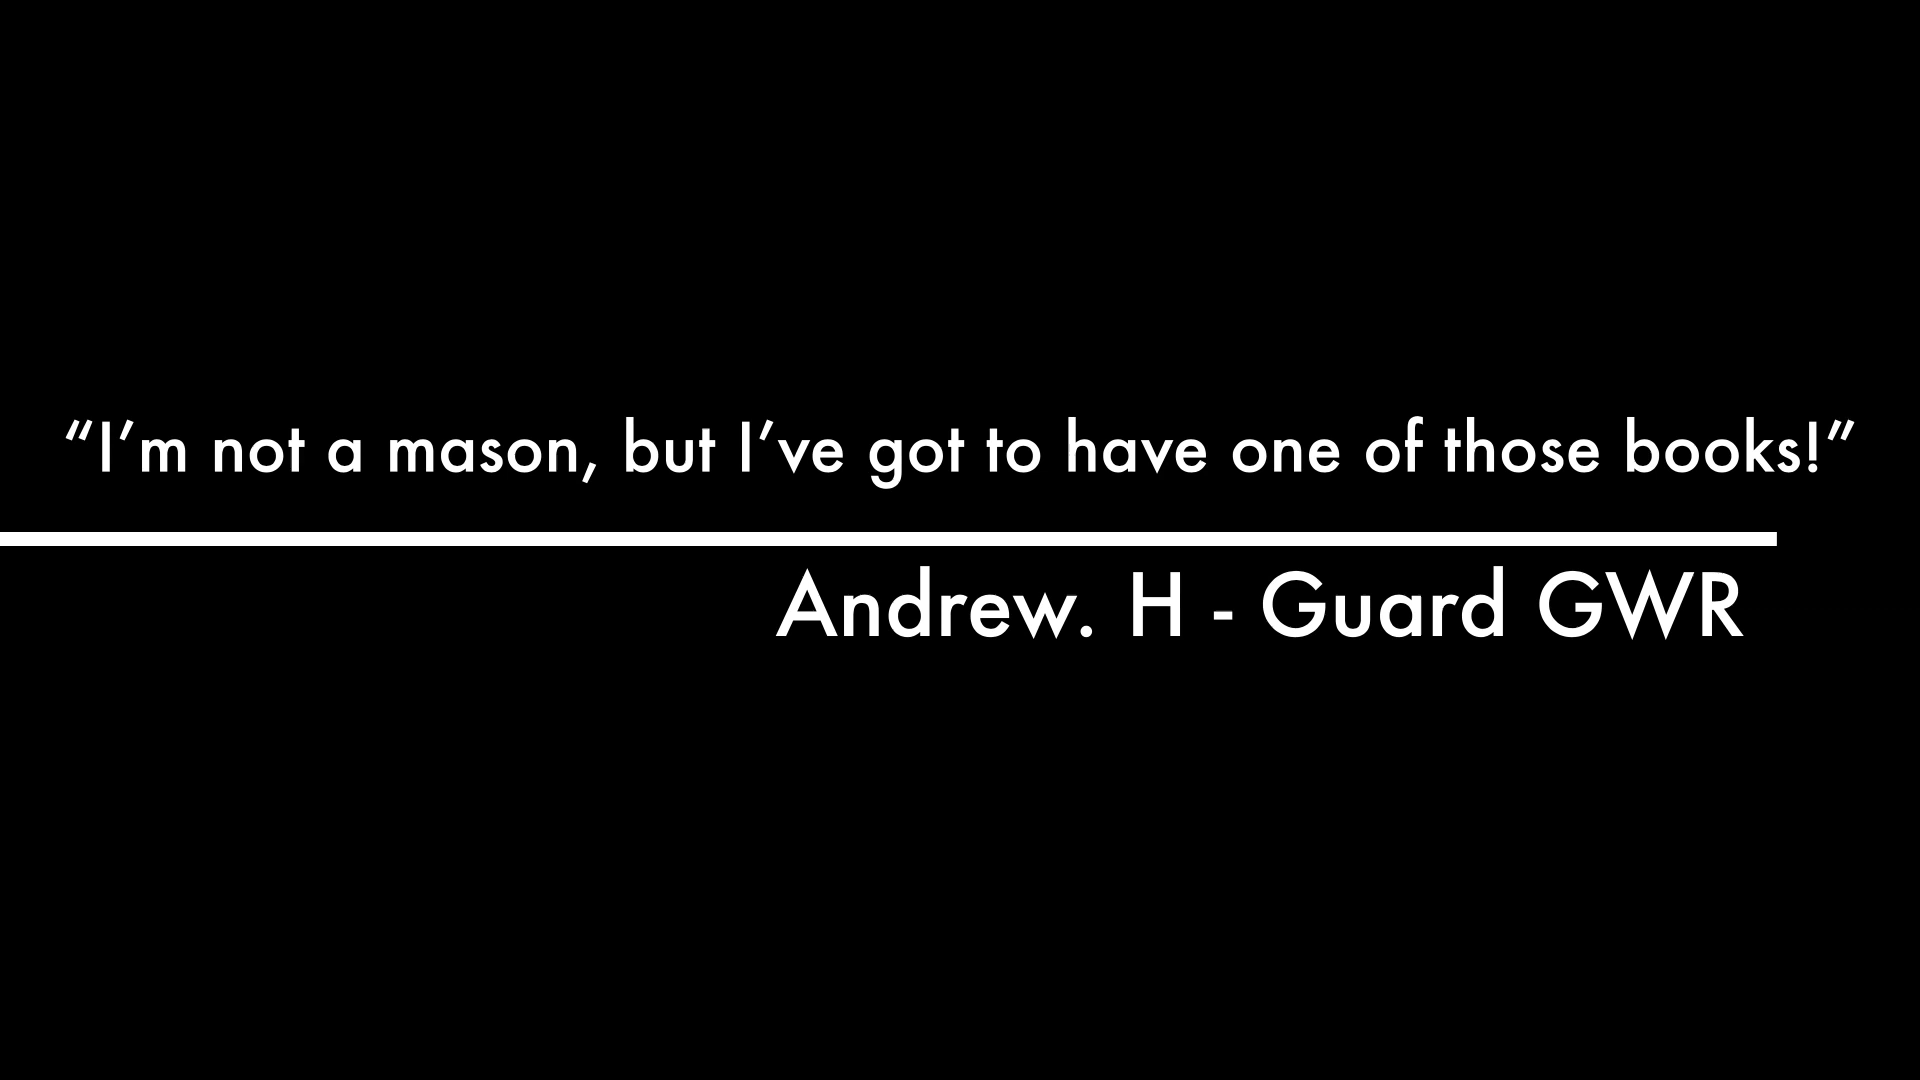 “I’m not a mason, but I’ve got to have one of those books!”
Andrew. H - Guard GWR